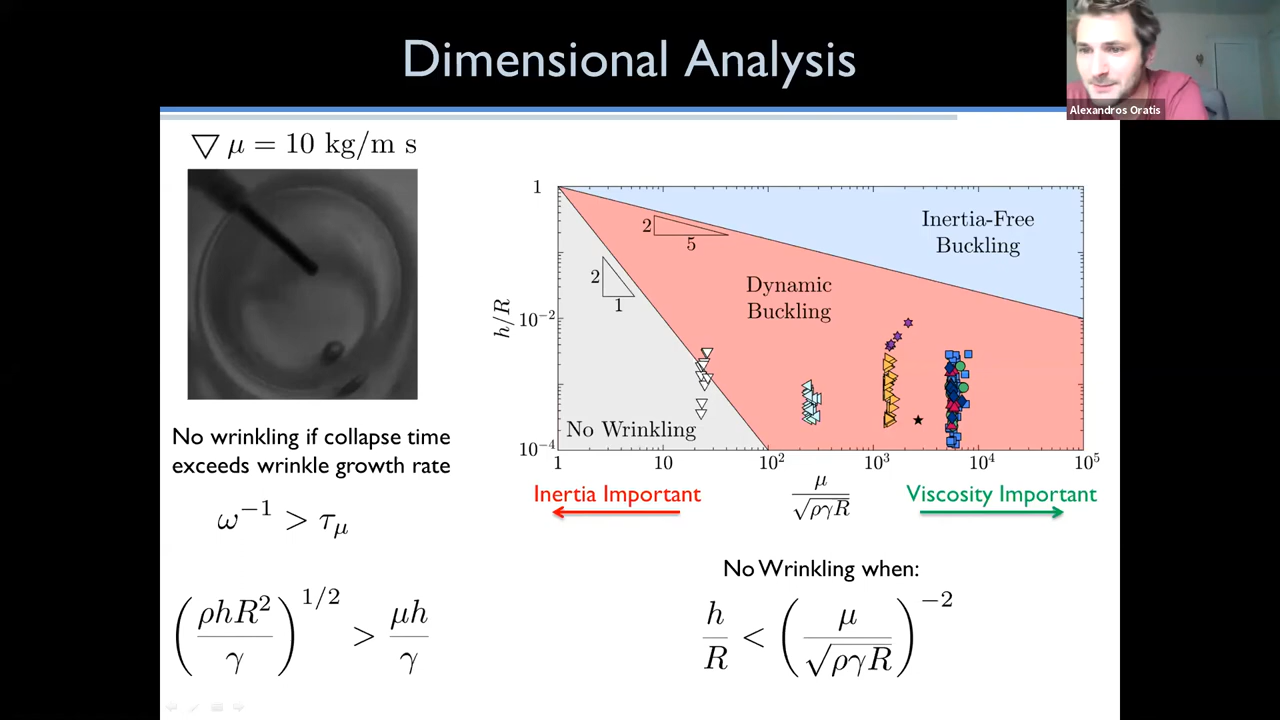 Dimensional Analysis
Alexandros Oratis
▽ μ = 10 kg/m s
No wrinkling if collapse time
exceeds wrinkle growth rate
ω⁻¹ > τ_μ
(ρhR²/γ)^1/2 > μh/γ
h/R
1
10⁻²
10⁻⁴
2
5
2
1
Inertia-Free
Buckling
Dynamic
Buckling
No Wrinkling
1 10 10² 10³ 10⁴ 10⁵
Inertia Important
μ/√ργR
Viscosity Important
No Wrinkling when:
h/R < (μ/√ργR)⁻²